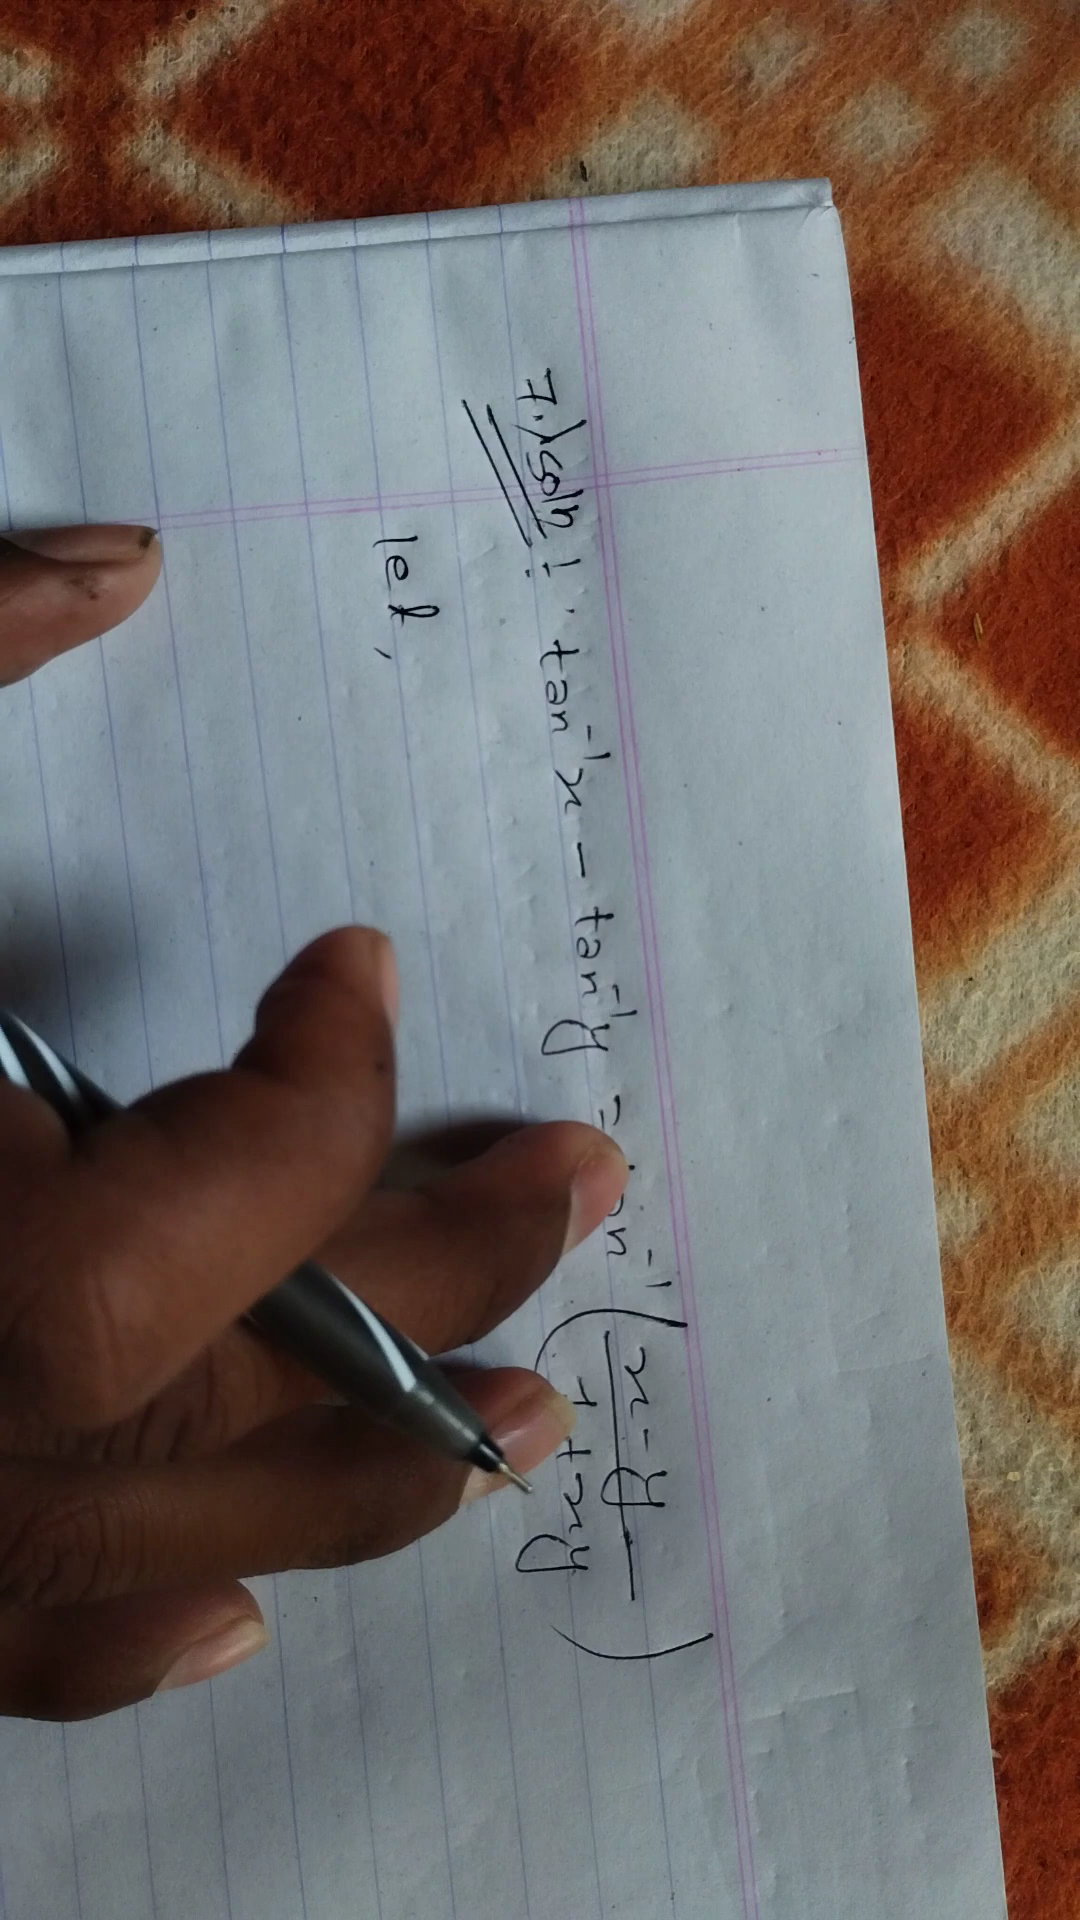 7.) soln :- tan⁻¹x - tan⁻¹y = tan⁻¹(x-y / 1+xy)
let,